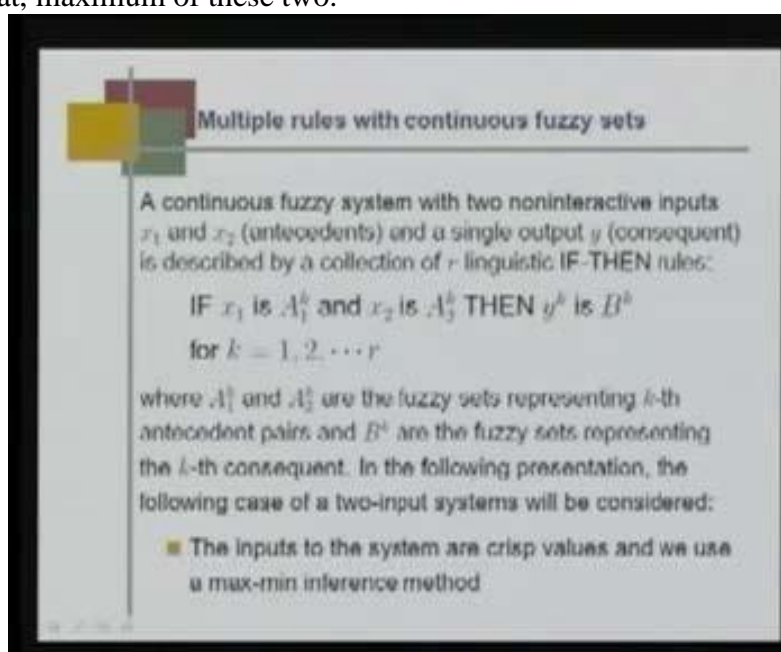 at, maximum of these two.
Multiple rules with continuous fuzzy sets
A continuous fuzzy system with two noninteractive inputs
x₁ and x₂ (antecedents) and a single output y (consequent)
is described by a collection of r linguistic IF-THEN rules:
IF x₁ is A₁ᵏ and x₂ is A₂ᵏ THEN yᵏ is Bᵏ
for k = 1, 2, ⋯ r
where A₁ᵏ and A₂ᵏ are the fuzzy sets representing k-th
antecedent pairs and Bᵏ are the fuzzy sets representing
the k-th consequent. In the following presentation, the
following case of a two-input systems will be considered:
The inputs to the system are crisp values and we use
a max-min inference method